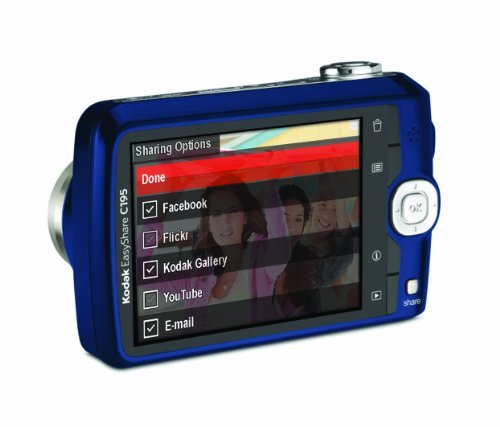 Sharing Options
Done
Facebook
Flickr
Kodak Gallery
YouTube
E-mail
Kodak EasyShare C195
OK
share